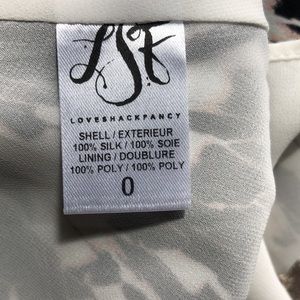 LSF
LOVESHACKFANCY
SHELL / EXTERIEUR
100% SILK / 100% SOIE
LINING / DOUBLURE
100% POLY / 100% POLY
0